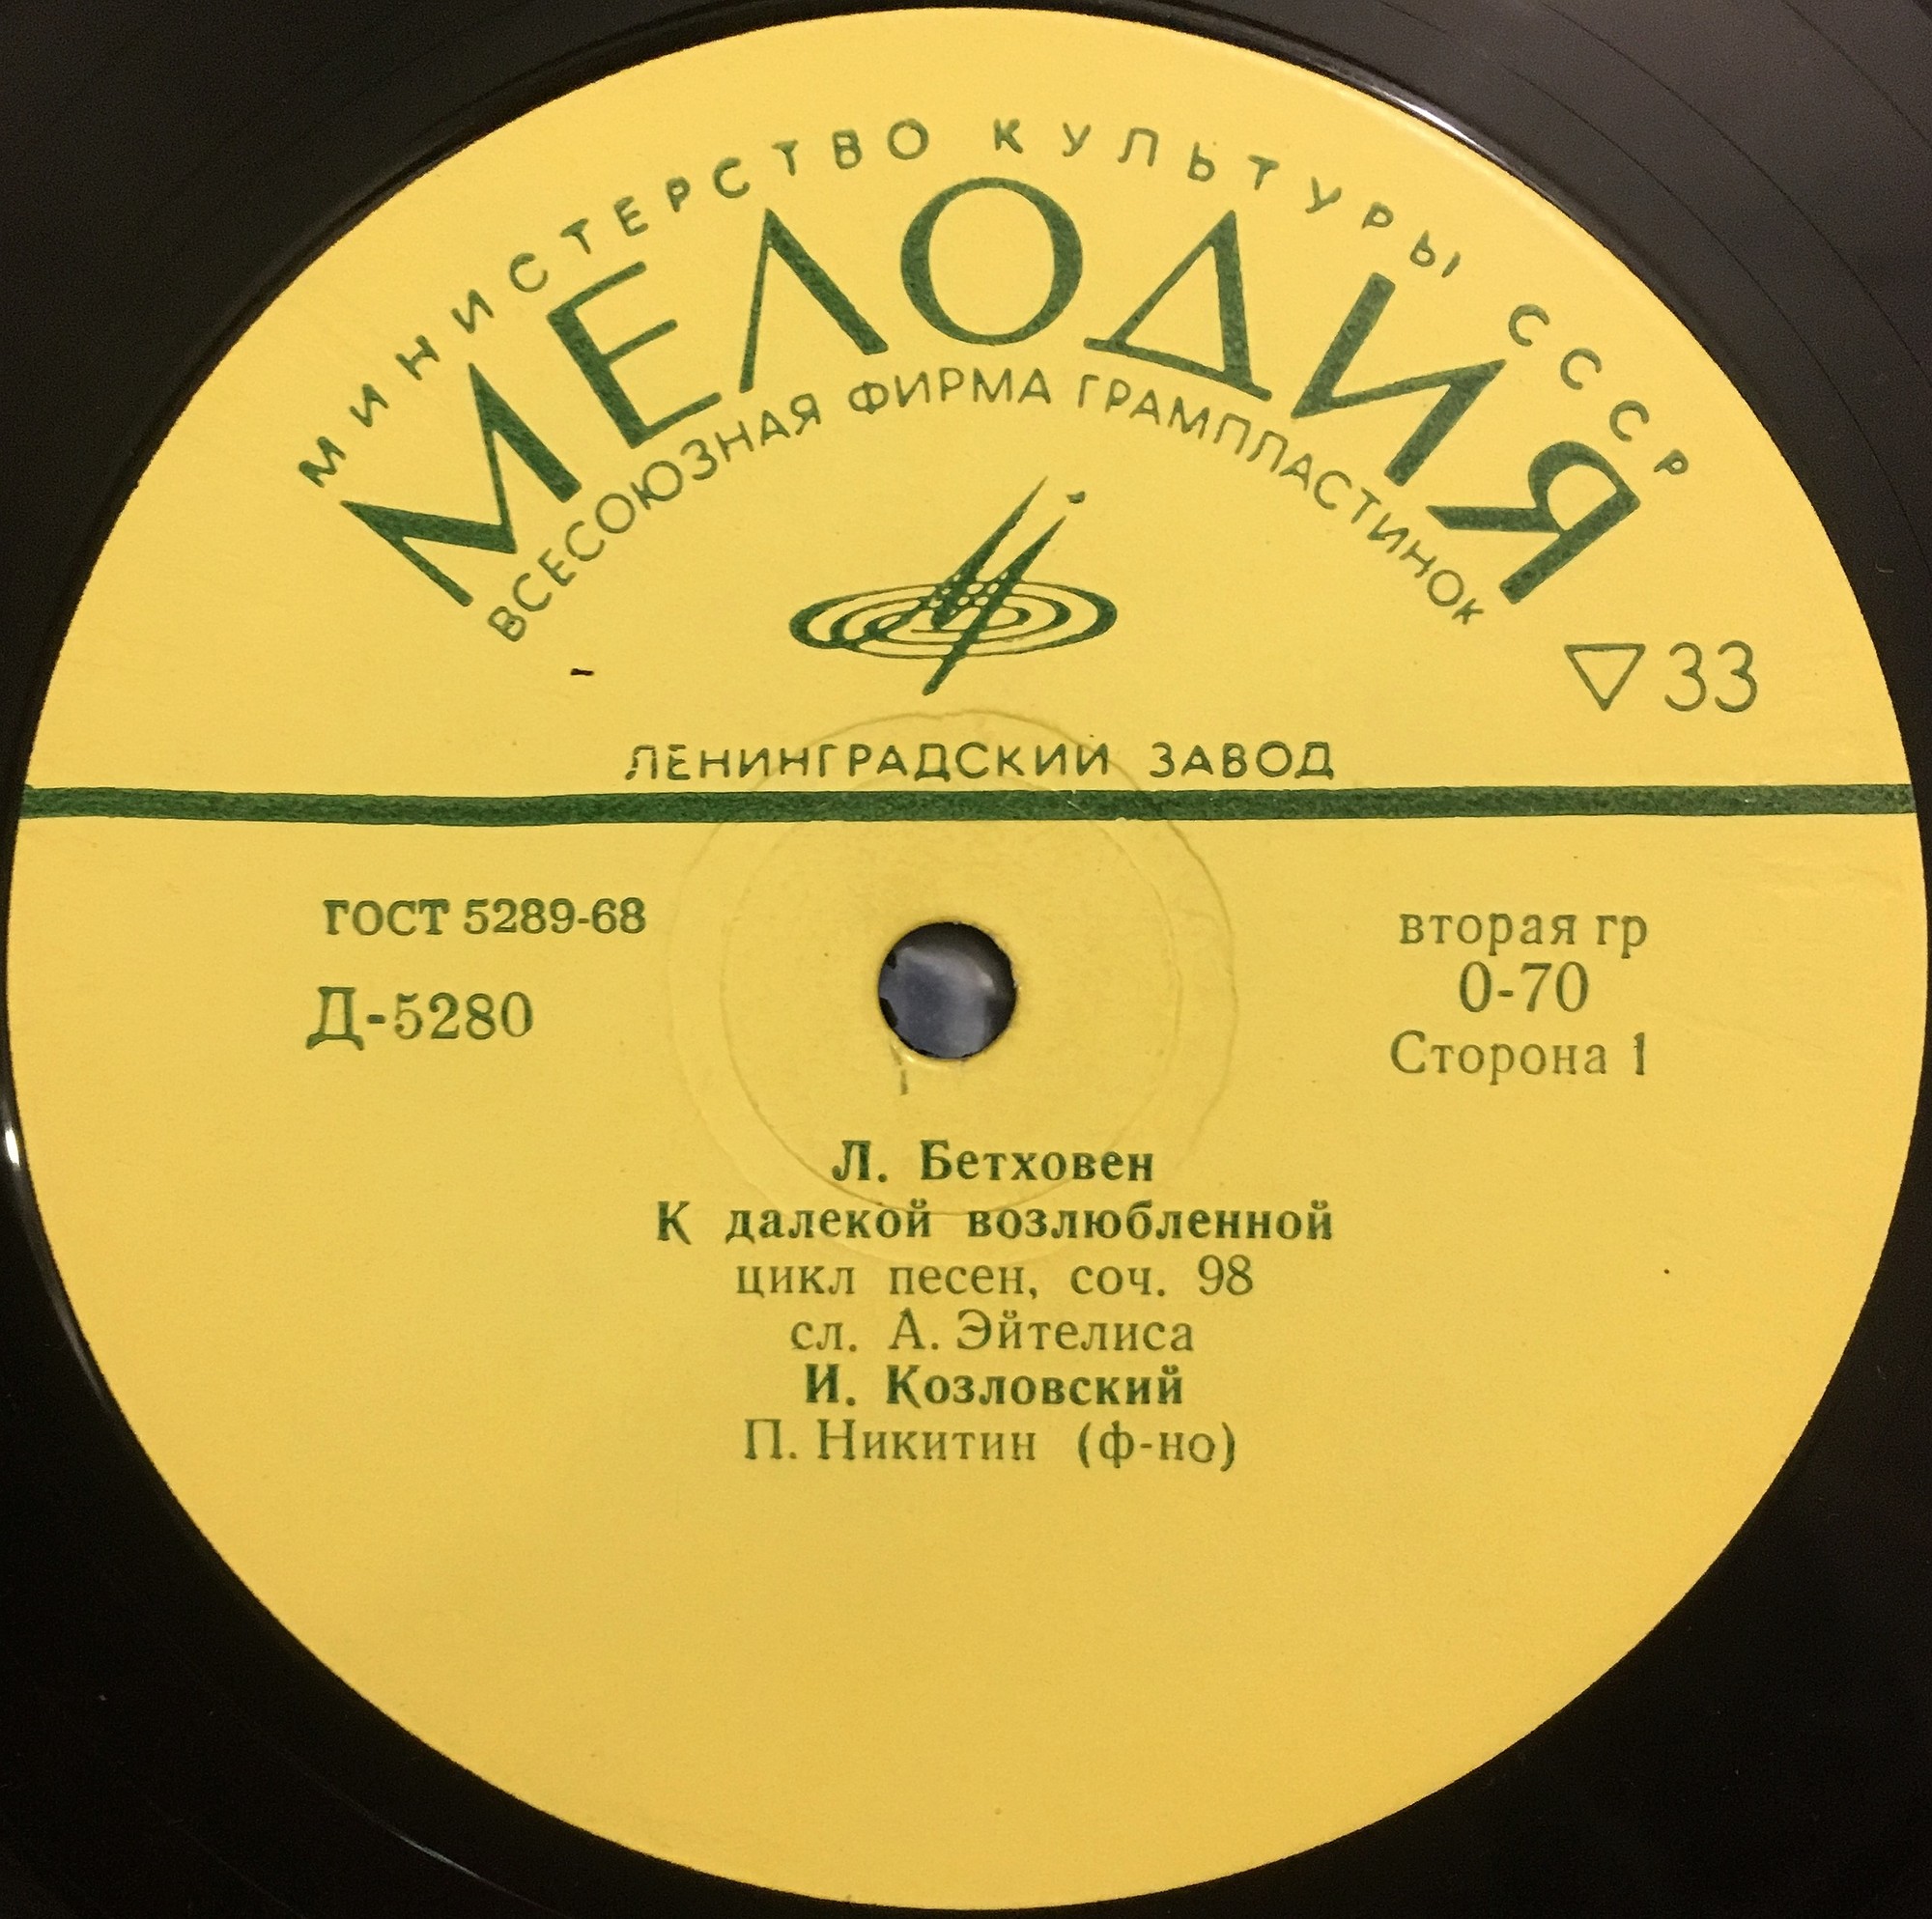 МИНИСТЕРСТВО КУЛЬТУРЫ СССР
МЕЛОДИЯ
ВСЕСОЮЗНАЯ ФИРМА ГРАМПЛАСТИНОК
▽33
ЛЕНИНГРАДСКИЙ ЗАВОД
ГОСТ 5289-68
Д-5280
вторая гр
0-70
Сторона 1
Л. Бетховен
К далекой возлюбленной
цикл песен, соч. 98
сл. А. Эйтелиса
И. Козловский
П. Никитин (ф-но)